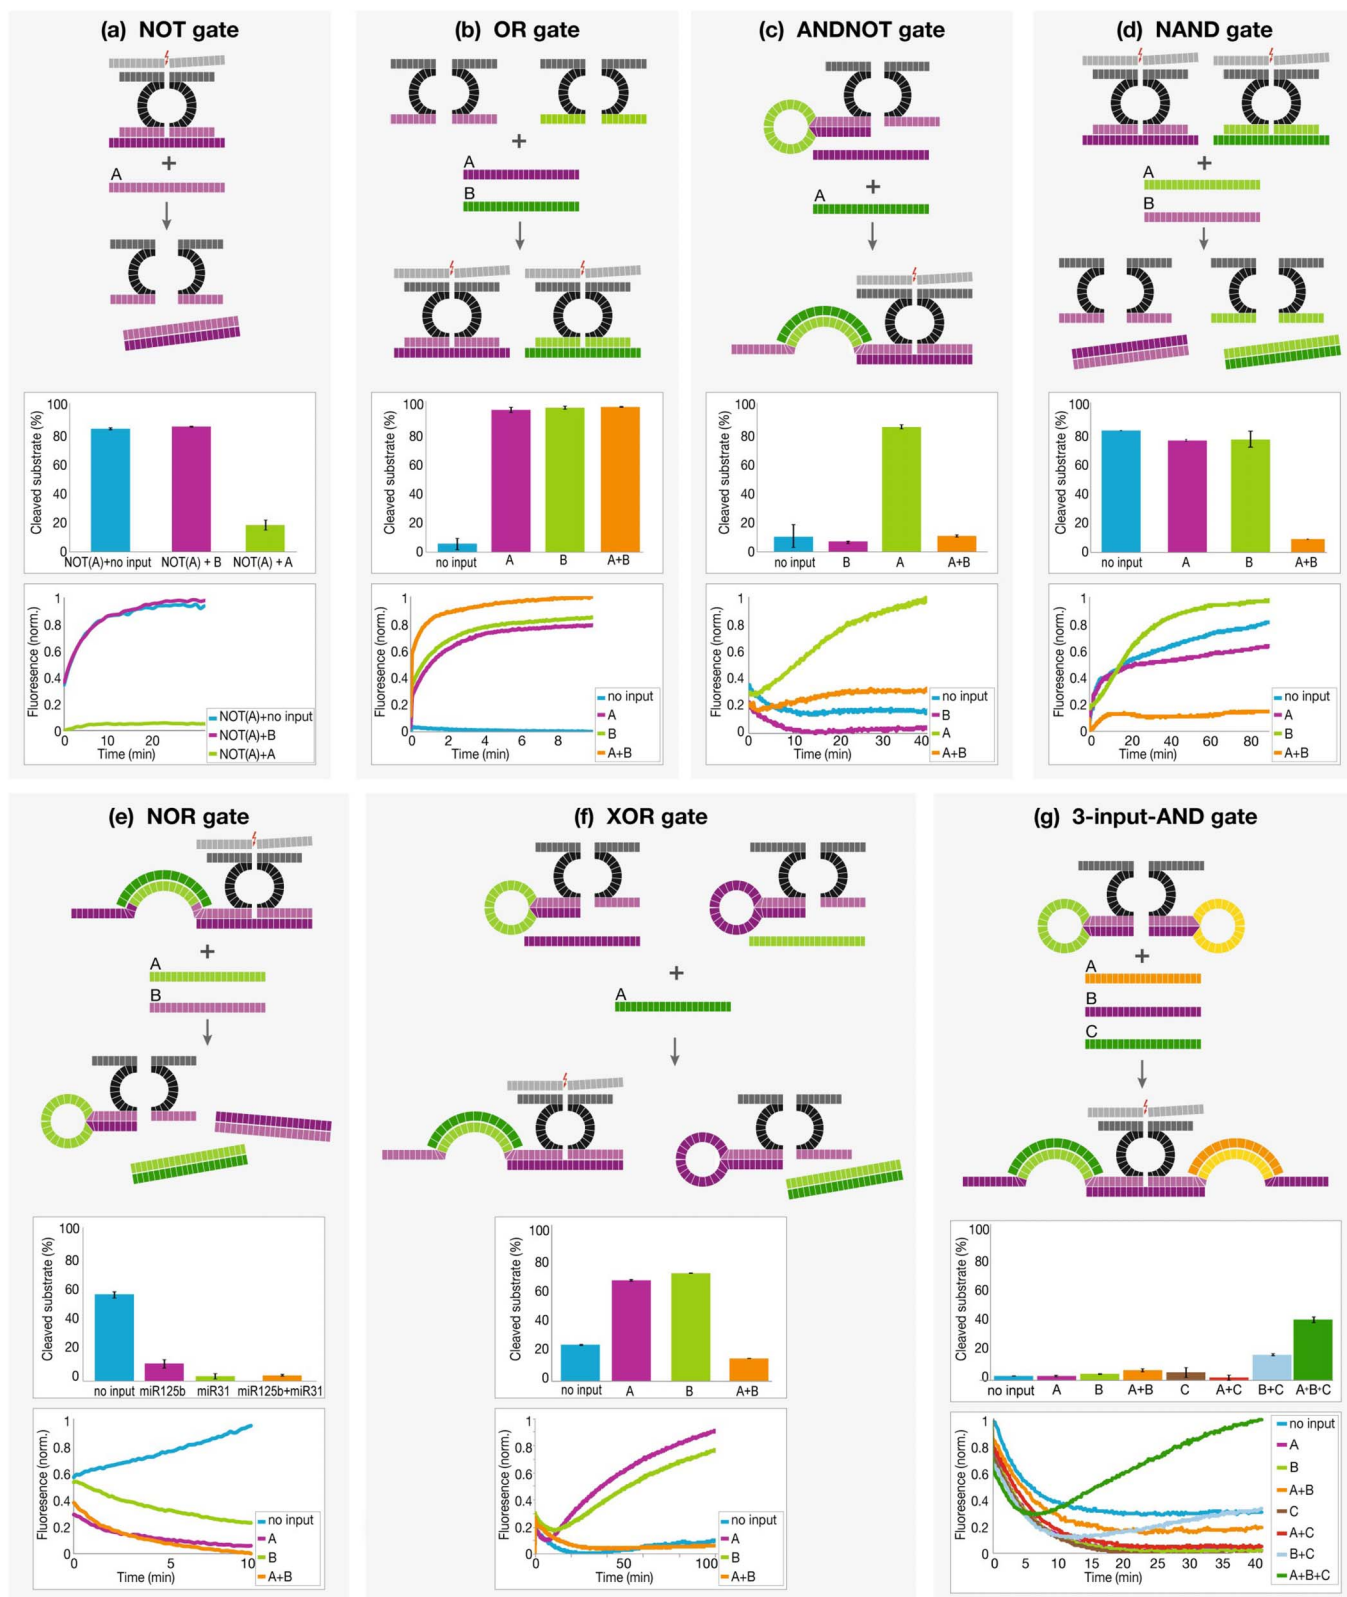 (a) NOT gate
A
100
80
60
40
20
0
Cleaved substrate (%)
NOT(A)+no input NOT(A) + B NOT(A) + A
1
0.8
0.6
0.4
0.2
0
Fluoresence (norm.)
0 10 20
Time (min)
NOT(A)+no input
NOT(A)+B
NOT(A)+A
(b) OR gate
A
B
100
80
60
40
20
0
Cleaved substrate (%)
no input A B A+B
1
0.8
0.6
0.4
0.2
0
Fluoresence (norm.)
0 2 4 6 8
Time (min)
no input
A
B
A+B
(c) ANDNOT gate
A
100
80
60
40
20
0
Cleaved substrate (%)
no input B A A+B
1
0.8
0.6
0.4
0.2
0
Fluoresence (norm.)
0 10 20 30 40
Time (min)
no input
B
A
A+B
(d) NAND gate
A
B
100
80
60
40
20
0
Cleaved substrate (%)
no input A B A+B
1
0.8
0.6
0.4
0.2
0
Fluoresence (norm.)
0 20 40 60 80
Time (min)
no input
A
B
A+B
(e) NOR gate
A
B
100
80
60
40
20
0
Cleaved substrate (%)
no input miR125b miR31 miR125b+miR31
1
0.8
0.6
0.4
0.2
0
Fluoresence (norm.)
0 5 10
Time (min)
no input
A
B
A+B
(f) XOR gate
A
100
80
60
40
20
0
Cleaved substrate (%)
no input A B A+B
1
0.8
0.6
0.4
0.2
0
Fluoresence (norm.)
0 50 100
Time (min)
no input
A
B
A+B
(g) 3-input-AND gate
A
B
C
100
80
60
40
20
0
Cleaved substrate (%)
no input A B A+B C A+C B+C A+B+C
1
0.8
0.6
0.4
0.2
0
Fluoresence (norm.)
0 5 10 15 20 25 30 35 40
Time (min)
no input
A
B
A+B
C
A+C
B+C
A+B+C